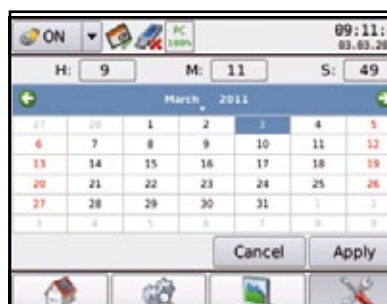 ON PC 100% 09:11:
03.03.20
H: 9 M: 11 S: 49
March 2011
27 28 1 2 3 4 5
6 7 8 9 10 11 12
13 14 15 16 17 18 19
20 21 22 23 24 25 26
27 28 29 30 31 1 2
3 4 5 6 7 8 9
Cancel Apply